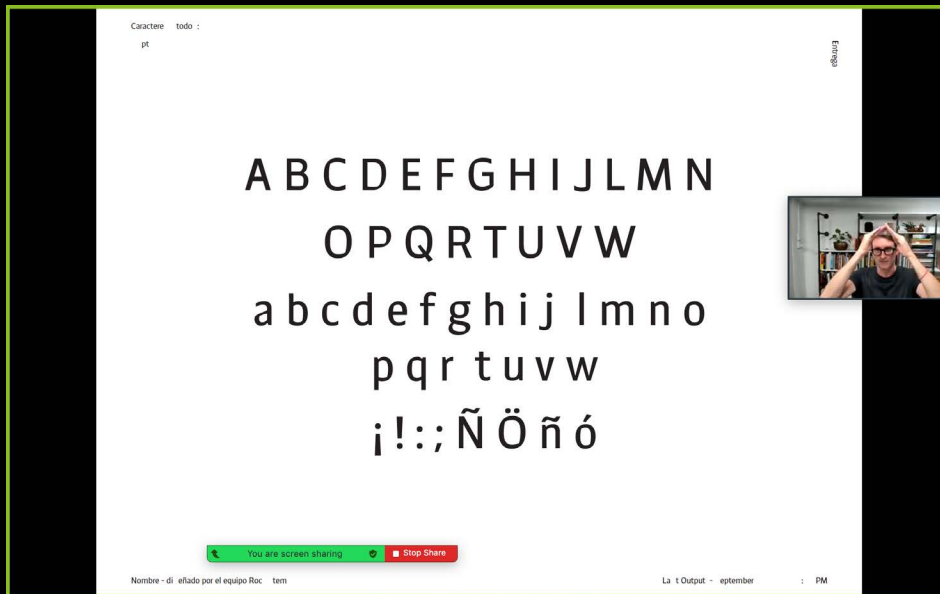 Caractere todo :
pt
Entrega
A B C D E F G H I J L M N
O P Q R T U V W
a b c d e f g h i j l m n o
p q r t u v w
¡ ! : ; Ñ Ö ñ ó
You are screen sharing Stop Share
Nombre - di eñado por el equipo Roc tem
La t Output - eptember : PM